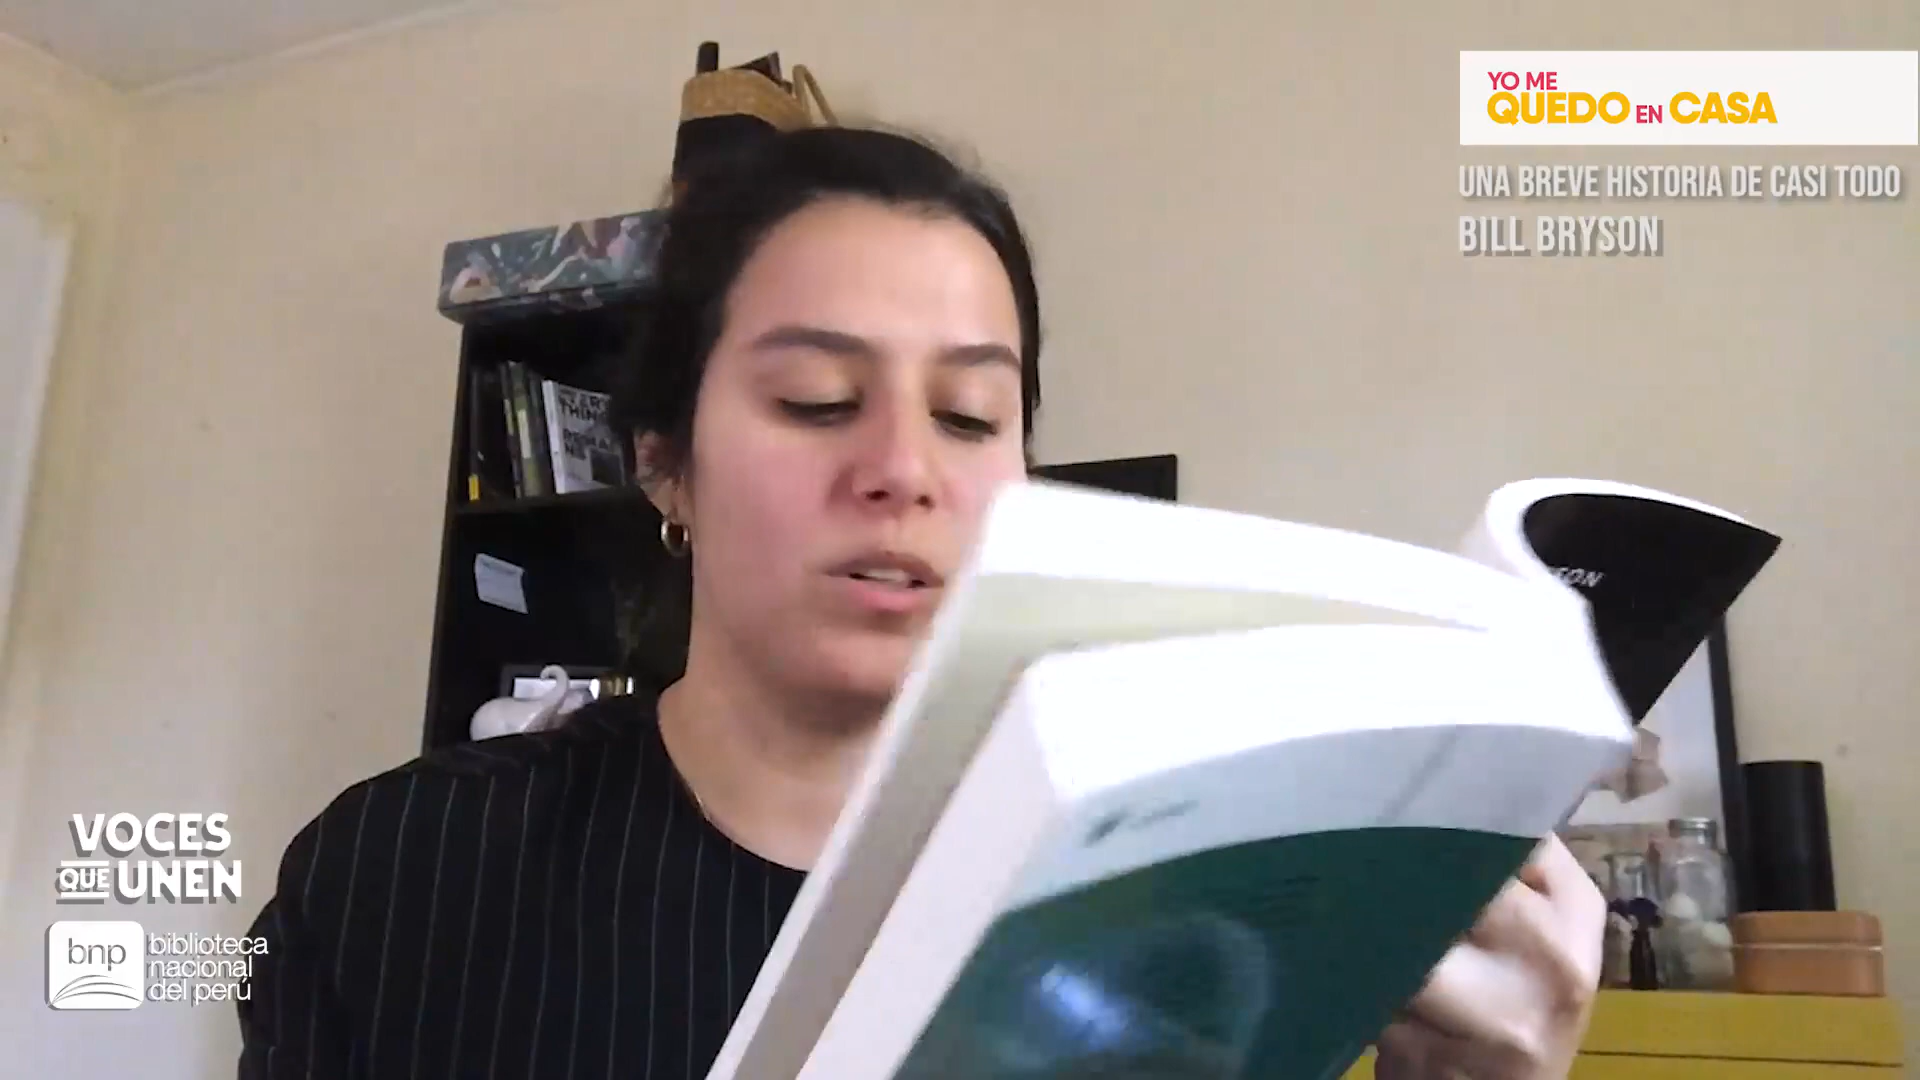 YO ME
QUEDO EN CASA
UNA BREVE HISTORIA DE CASI TODO
BILL BRYSON
VOCES
QUE UNEN
bnp
biblioteca
nacional
del perú